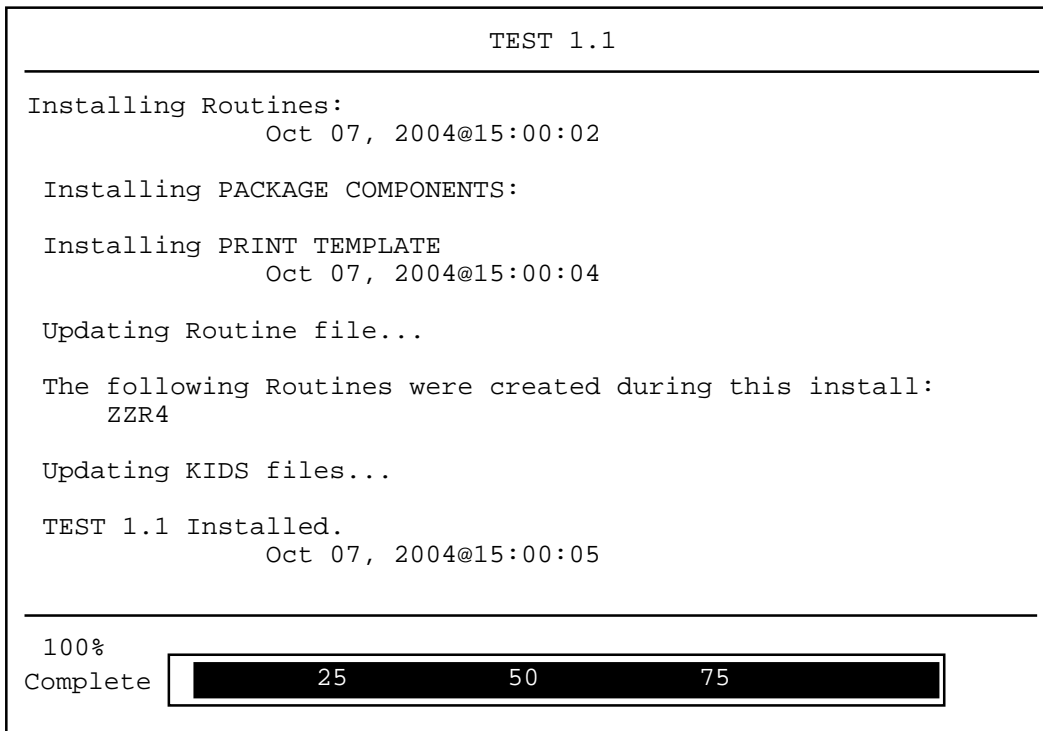 TEST 1.1
Installing Routines:
Oct 07, 2004@15:00:02
Installing PACKAGE COMPONENTS:
Installing PRINT TEMPLATE
Oct 07, 2004@15:00:04
Updating Routine file...
The following Routines were created during this install:
ZZR4
Updating KIDS files...
TEST 1.1 Installed.
Oct 07, 2004@15:00:05
100%
Complete 25 50 75